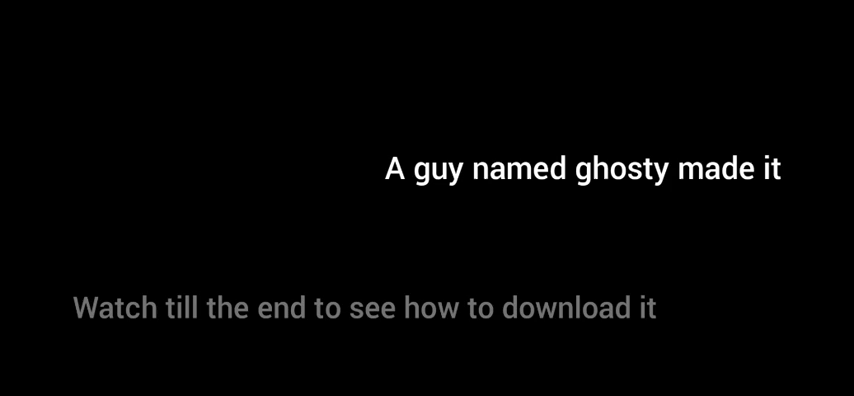 A guy named ghosty made it
Watch till the end to see how to download it